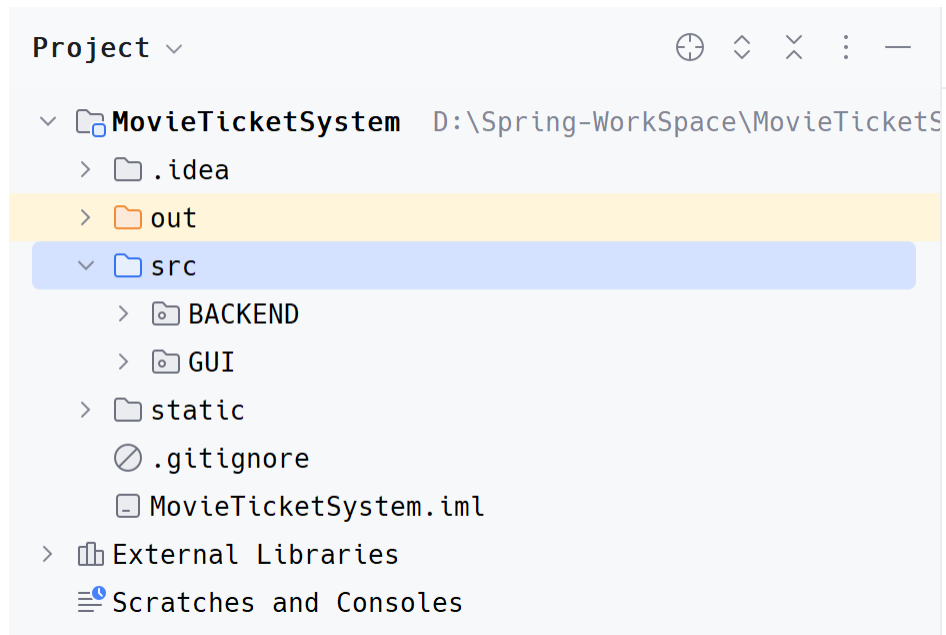 Project
MovieTicketSystem D:\Spring-WorkSpace\MovieTicketS
.idea
out
src
BACKEND
GUI
static
.gitignore
MovieTicketSystem.iml
External Libraries
Scratches and Consoles